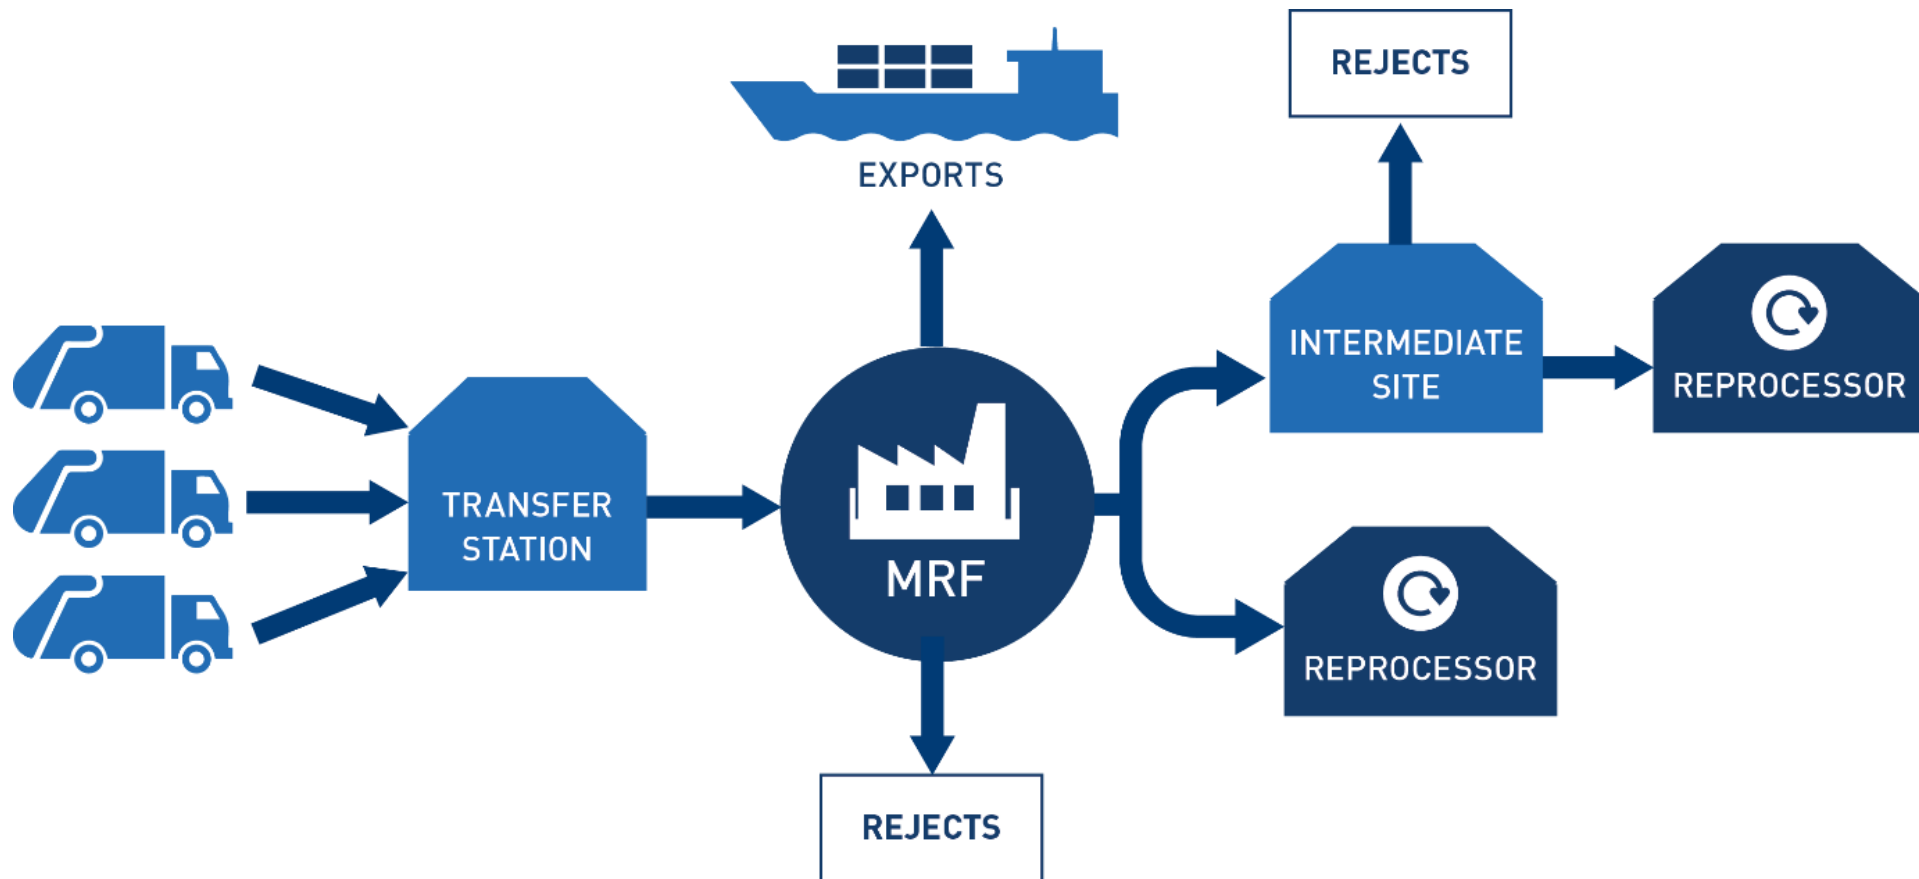 EXPORTS
REJECTS
TRANSFER
STATION
MRF
REJECTS
INTERMEDIATE
SITE
REPROCESSOR
REPROCESSOR